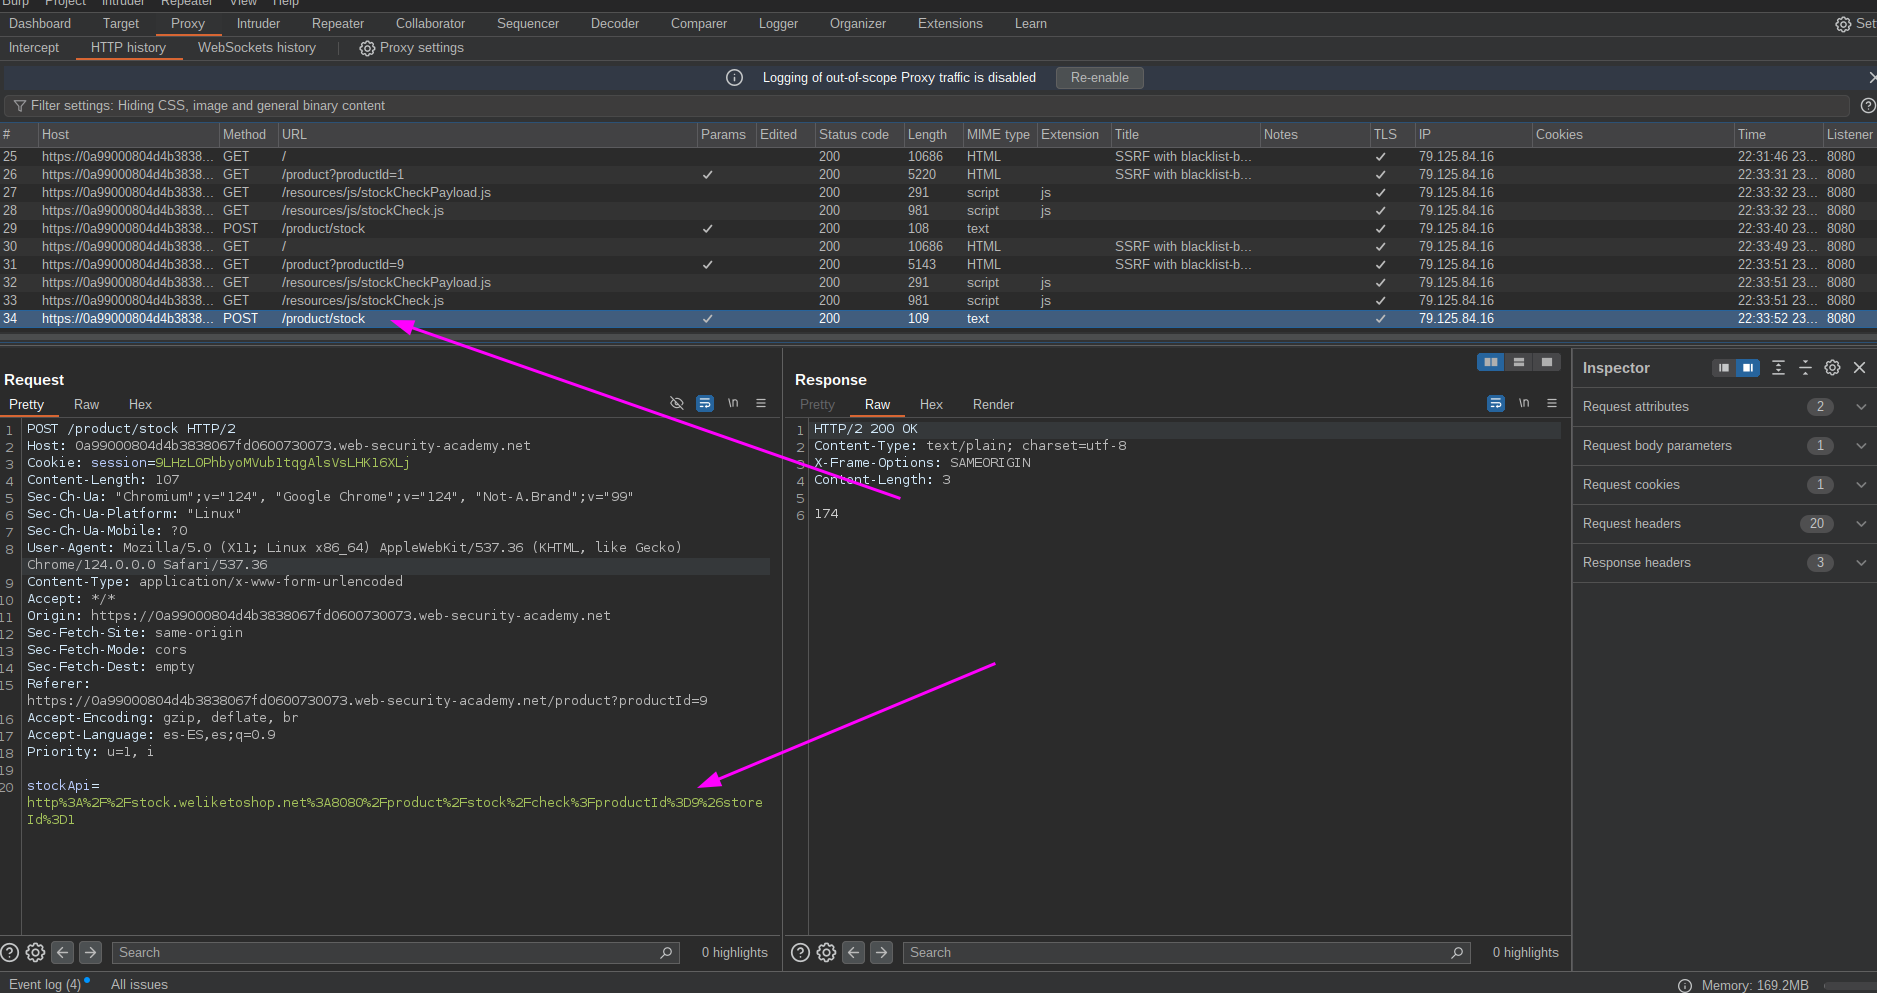 Burp Project Intruder Repeater View Help
Dashboard Target Proxy Intruder Repeater Collaborator Sequencer Decoder Comparer Logger Organizer Extensions Learn Set
Intercept HTTP history WebSockets history Proxy settings
Logging of out-of-scope Proxy traffic is disabled Re-enable
Filter settings: Hiding CSS, image and general binary content
# Host Method URL Params Edited Status code Length MIME type Extension Title Notes TLS IP Cookies Time Listener
25 https://0a99000804d4b3838... GET / 200 10686 HTML SSRF with blacklist-b... ✓ 79.125.84.16 22:31:46 23... 8080
26 https://0a99000804d4b3838... GET /product?productId=1 ✓ 200 5220 HTML SSRF with blacklist-b... ✓ 79.125.84.16 22:33:31 23... 8080
27 https://0a99000804d4b3838... GET /resources/js/stockCheckPayload.js 200 291 script js ✓ 79.125.84.16 22:33:32 23... 8080
28 https://0a99000804d4b3838... GET /resources/js/stockCheck.js 200 981 script js ✓ 79.125.84.16 22:33:32 23... 8080
29 https://0a99000804d4b3838... POST /product/stock ✓ 200 108 text ✓ 79.125.84.16 22:33:40 23... 8080
30 https://0a99000804d4b3838... GET / 200 10686 HTML SSRF with blacklist-b... ✓ 79.125.84.16 22:33:49 23... 8080
31 https://0a99000804d4b3838... GET /product?productId=9 ✓ 200 5143 HTML SSRF with blacklist-b... ✓ 79.125.84.16 22:33:51 23... 8080
32 https://0a99000804d4b3838... GET /resources/js/stockCheckPayload.js 200 291 script js ✓ 79.125.84.16 22:33:51 23... 8080
33 https://0a99000804d4b3838... GET /resources/js/stockCheck.js 200 981 script js ✓ 79.125.84.16 22:33:51 23... 8080
34 https://0a99000804d4b3838... POST /product/stock ✓ 200 109 text ✓ 79.125.84.16 22:33:52 23... 8080
Request
Pretty Raw Hex \n
1 POST /product/stock HTTP/2
2 Host: 0a99000804d4b3838067fd0600730073.web-security-academy.net
3 Cookie: session=9LHzL0PhbyoMVub1tqgAlsVsLHK16XLj
4 Content-Length: 107
5 Sec-Ch-Ua: "Chromium";v="124", "Google Chrome";v="124", "Not-A.Brand";v="99"
6 Sec-Ch-Ua-Platform: "Linux"
7 Sec-Ch-Ua-Mobile: ?0
8 User-Agent: Mozilla/5.0 (X11; Linux x86_64) AppleWebKit/537.36 (KHTML, like Gecko)
Chrome/124.0.0.0 Safari/537.36
9 Content-Type: application/x-www-form-urlencoded
10 Accept: */*
11 Origin: https://0a99000804d4b3838067fd0600730073.web-security-academy.net
12 Sec-Fetch-Site: same-origin
13 Sec-Fetch-Mode: cors
14 Sec-Fetch-Dest: empty
15 Referer:
https://0a99000804d4b3838067fd0600730073.web-security-academy.net/product?productId=9
16 Accept-Encoding: gzip, deflate, br
17 Accept-Language: es-ES,es;q=0.9
18 Priority: u=1, i
19
20 stockApi=
http%3A%2F%2Fstock.weliketoshop.net%3A8080%2Fproduct%2Fstock%2Fcheck%3FproductId%3D9%26store
Id%3D1
Search 0 highlights
Response
Pretty Raw Hex Render \n
1 HTTP/2 200 OK
2 Content-Type: text/plain; charset=utf-8
3 X-Frame-Options: SAMEORIGIN
4 Content-Length: 3
5
6 174
Search 0 highlights
Inspector
Request attributes 2
Request body parameters 1
Request cookies 1
Request headers 20
Response headers 3
Event log (4) All issues Memory: 169.2MB